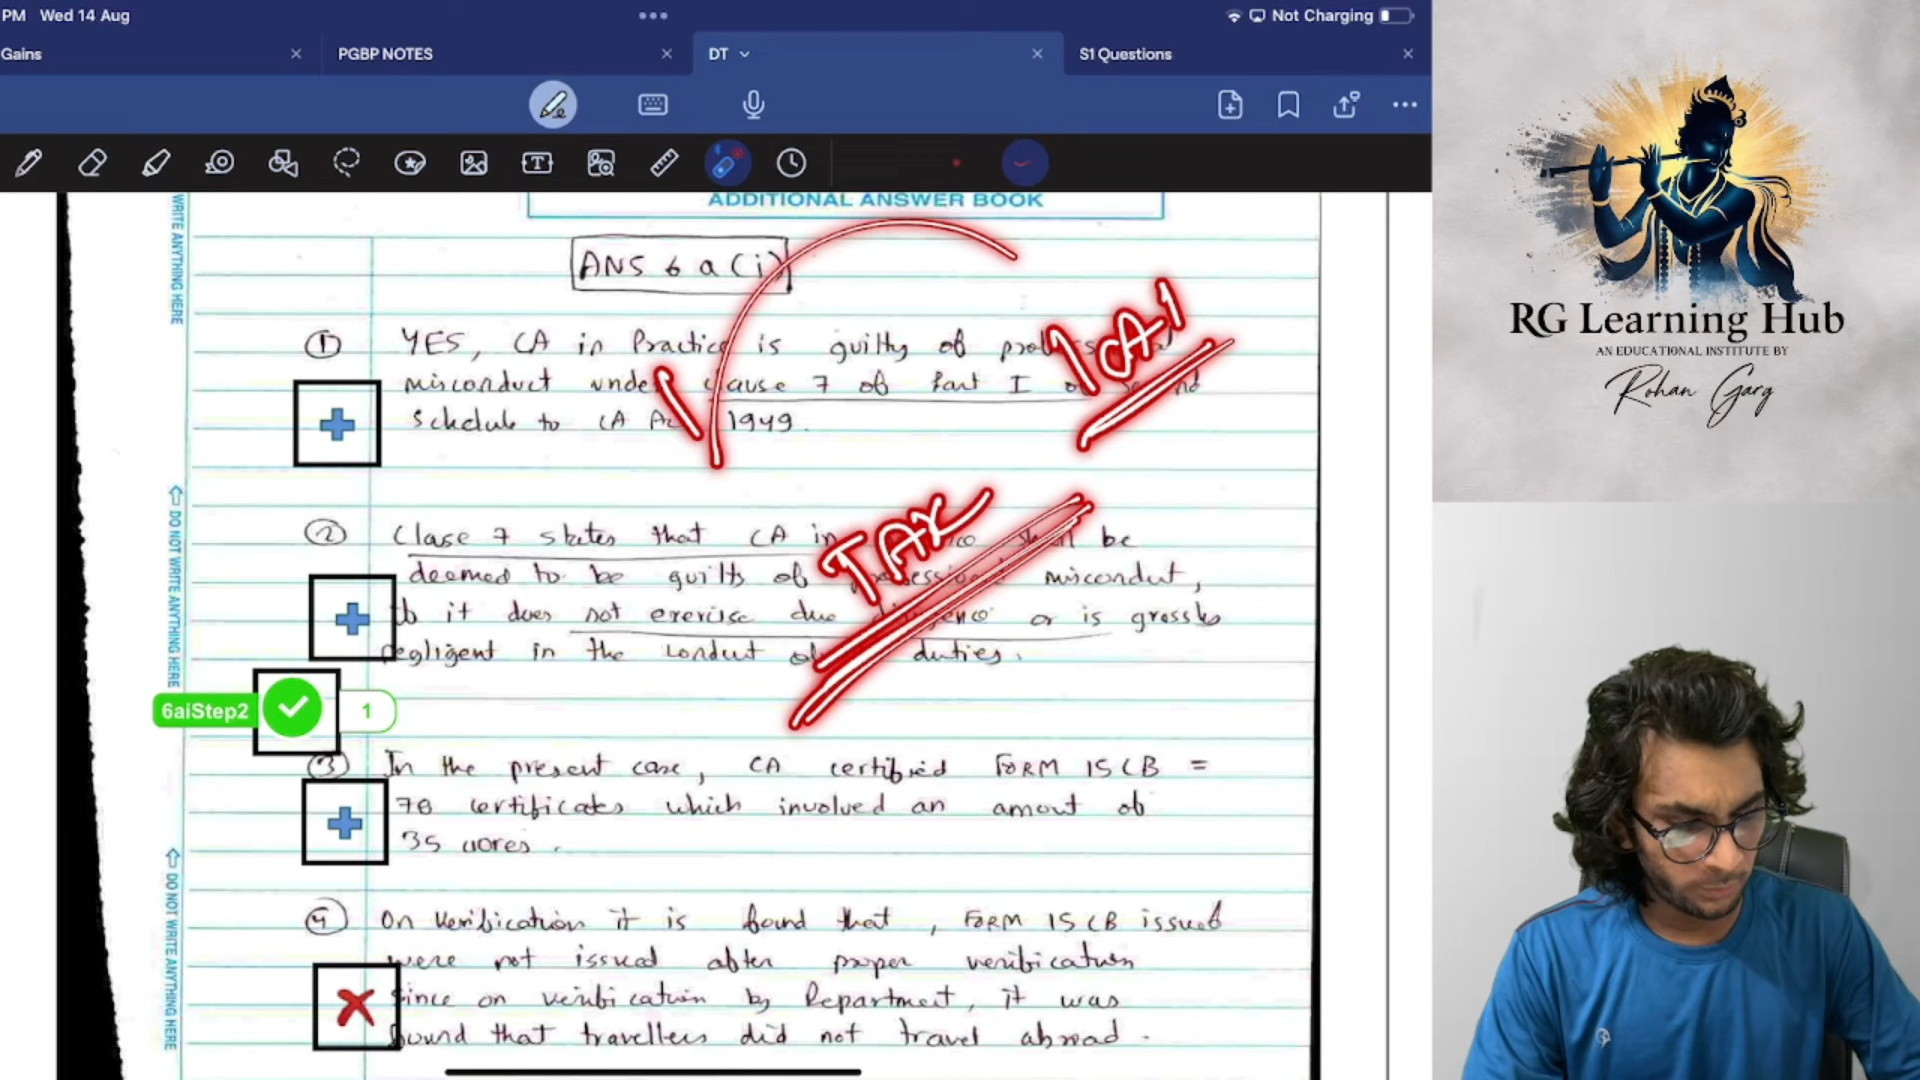 PM Wed 14 Aug
Not Charging
Gains
PGBP NOTES
DT
S1 Questions
ADDITIONAL ANSWER BOOK
WRITE ANYTHING HERE
ANS 6 a (i)
① YES, CA in Practice is guilty of
misconduct under clause 7 of Part I of
Schedule to CA Act 1949.
ICAI
② Clase 7 states that CA in be
deemed to be guilty of misconduct,
it does not exercise due or is grossly
negligent in the conduct of duties.
TAX
DO NOT WRITE ANYTHING HERE
6aiStep2 1
③ In the present case, CA certified FORM 15CB =
78 certificates which involved an amout of
35 crores.
④ On verification it is found that, FORM 15CB issued
were not issued after proper verification
since on verification by Department, it was
found that travellers did not travel abroad.
DO NOT WRITE ANYTHING HERE
RG Learning Hub
AN EDUCATIONAL INSTITUTE BY
Rohan Garg